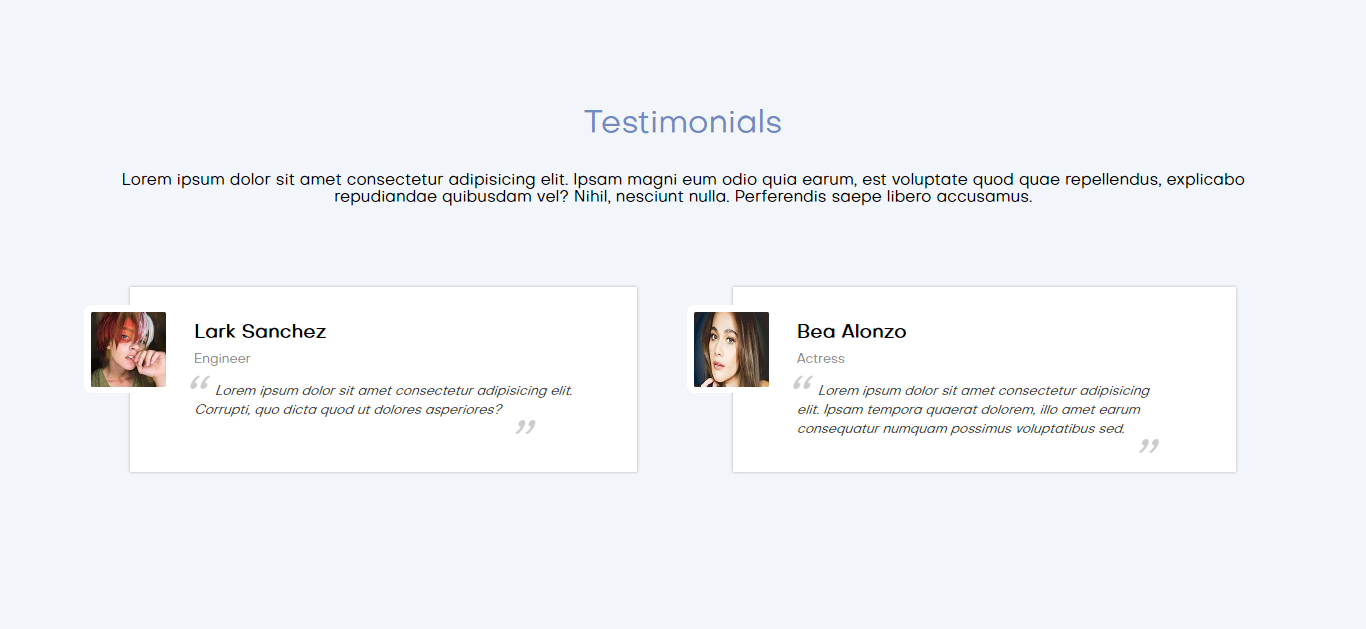 Testimonials
Lorem ipsum dolor sit amet consectetur adipisicing elit. Ipsam magni eum odio quia earum, est voluptate quod quae repellendus, explicabo
repudiandae quibusdam vel? Nihil, nesciunt nulla. Perferendis saepe libero accusamus.
Lark Sanchez
Engineer
“ Lorem ipsum dolor sit amet consectetur adipisicing elit.
Corrupti, quo dicta quod ut dolores asperiores?
”
Bea Alonzo
Actress
“ Lorem ipsum dolor sit amet consectetur adipisicing
elit. Ipsam tempora quaerat dolorem, illo amet earum
consequatur numquam possimus voluptatibus sed.
”